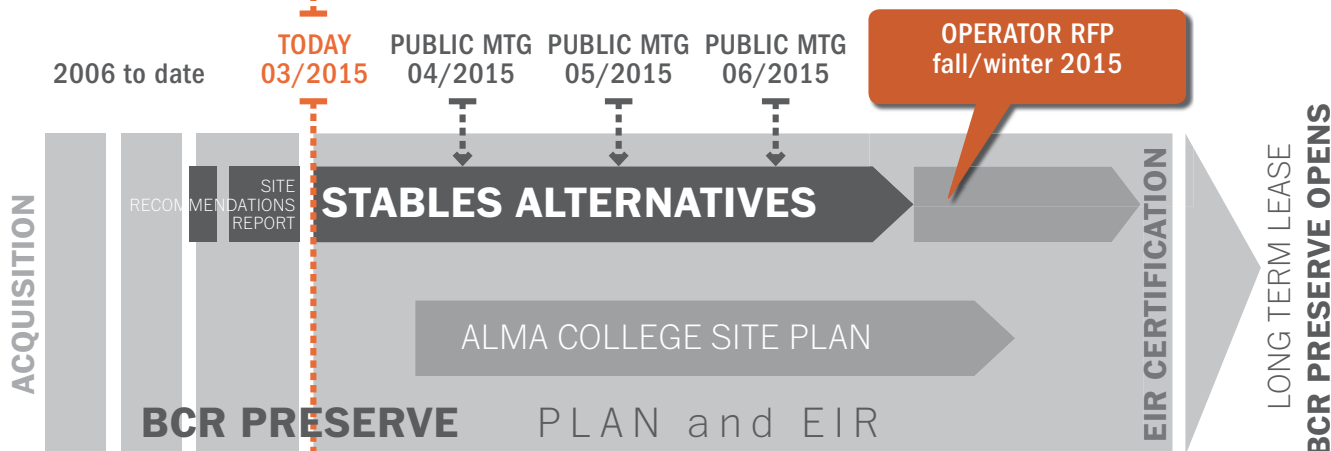 2006 to date
TODAY
03/2015
PUBLIC MTG
04/2015
PUBLIC MTG
05/2015
PUBLIC MTG
06/2015
OPERATOR RFP
fall/winter 2015
ACQUISITION
SITE
RECOMMENDATIONS
REPORT
STABLES ALTERNATIVES
ALMA COLLEGE SITE PLAN
BCR PRESERVE PLAN and EIR
EIR CERTIFICATION
LONG TERM LEASE
BCR PRESERVE OPENS